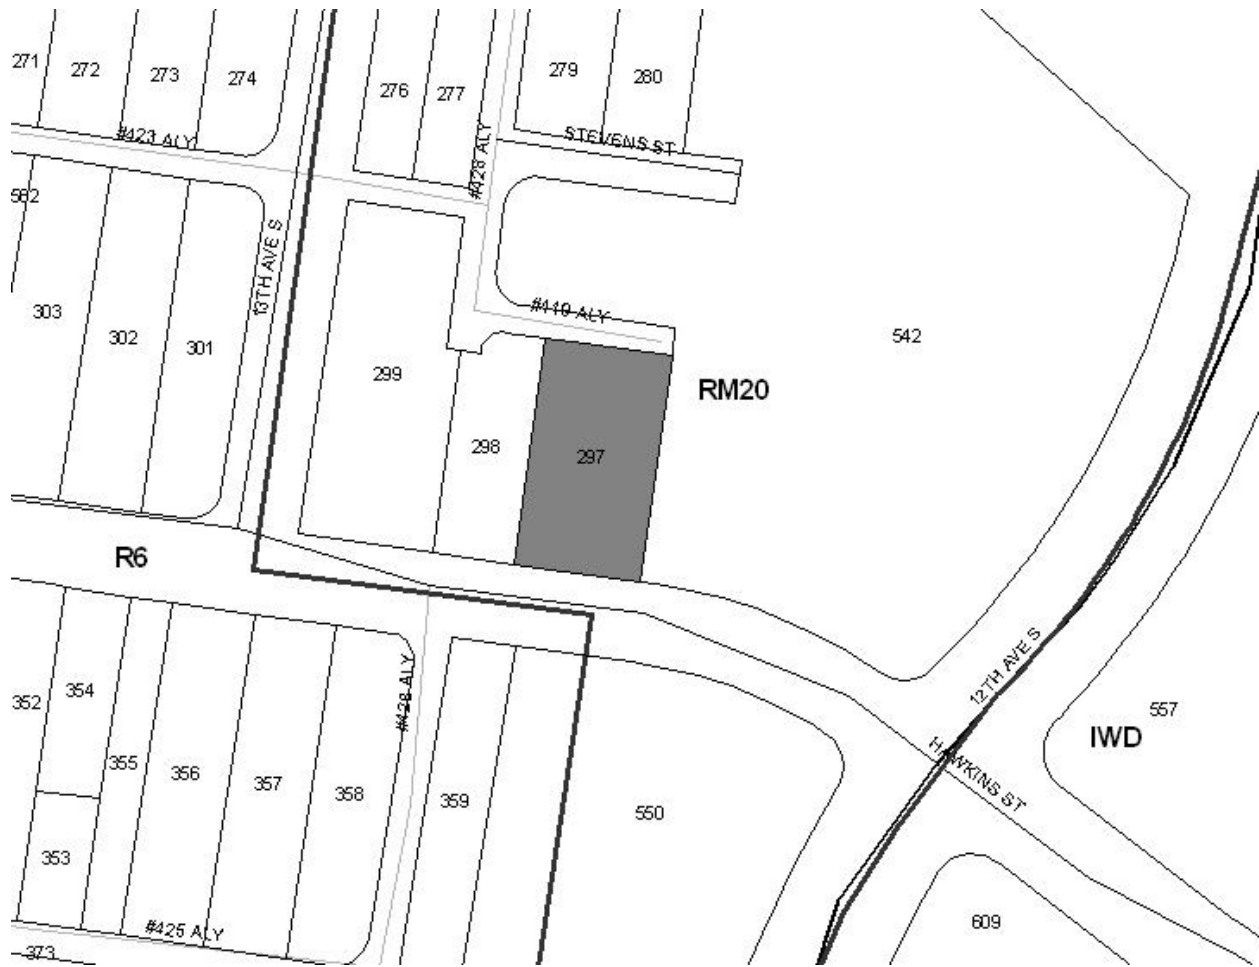 271
272
273
274
276
277
279
280
#423 ALY
#428 ALY
STEVENS ST
562
13TH AVE S
303
302
301
#419 ALY
299
298
297
RM20
542
R6
352
354
355
356
357
358
353
#428 ALY
359
550
12TH AVE S
HAWKINS ST
557
IWD
609
#425 ALY
373